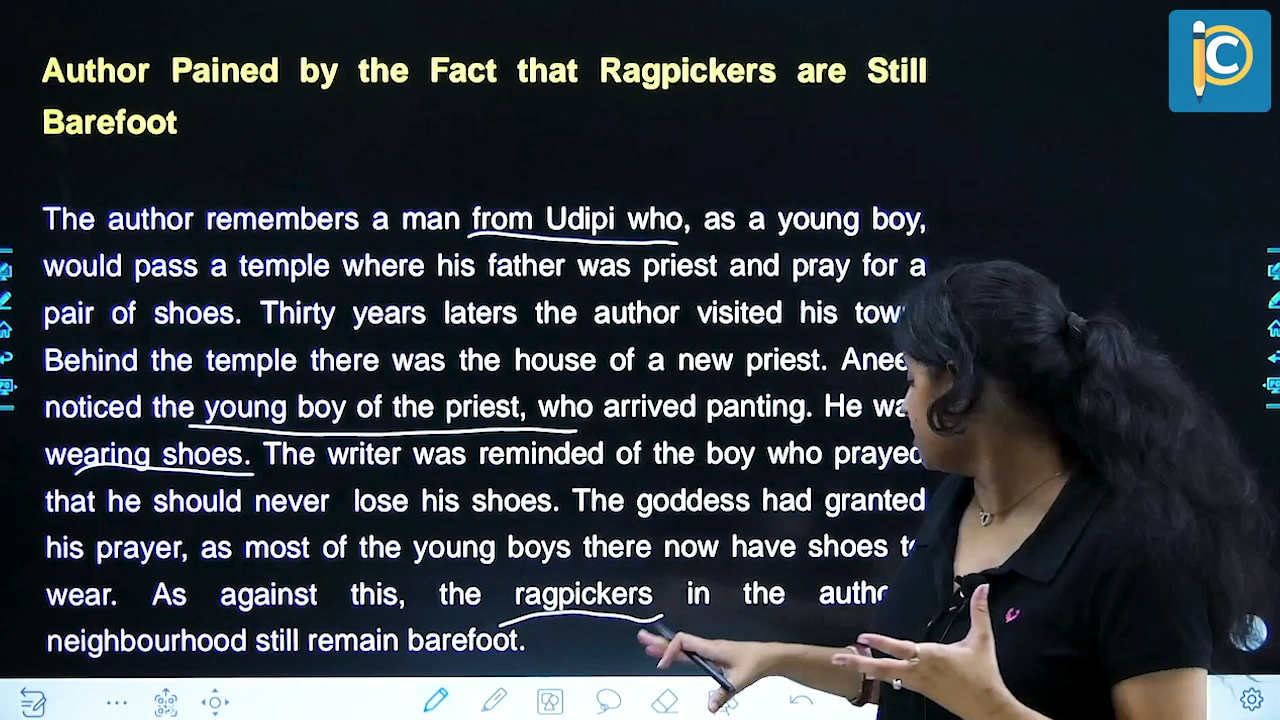 Author Pained by the Fact that Ragpickers are Still
Barefoot
The author remembers a man from Udipi who, as a young boy,
would pass a temple where his father was priest and pray for a
pair of shoes. Thirty years laters the author visited his
Behind the temple there was the house of a new priest.
noticed the young boy of the priest, who arrived panting. He
wearing shoes. The writer was reminded of the boy who prayed
that he should never lose his shoes. The goddess had granted
his prayer, as most of the young boys there now have shoes
wear. As against this, the ragpickers in the
neighbourhood still remain barefoot.